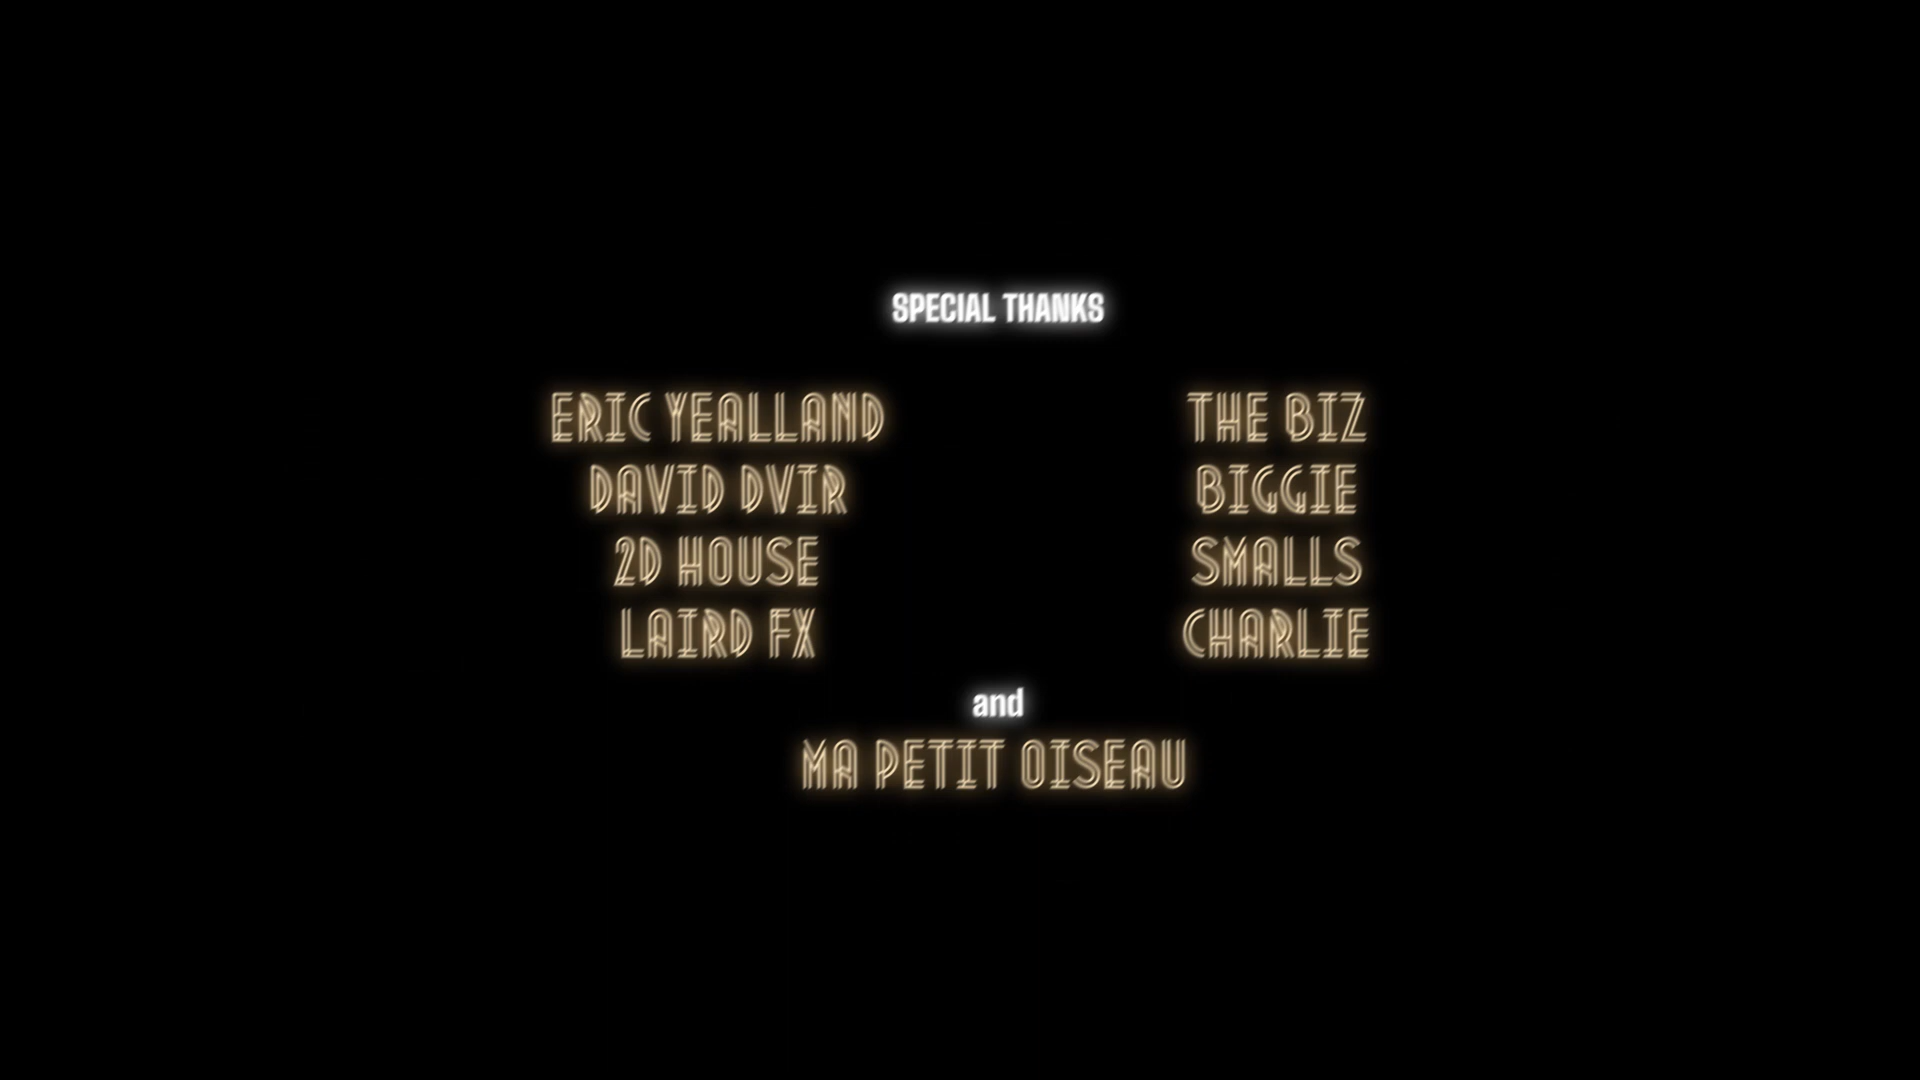 SPECIAL THANKS
ERIC YEALLAND
DAVID DVIR
2D HOUSE
LAIRD FX
THE BIZ
BIGGIE
SMALLS
CHARLIE
and
MA PETIT OISEAU